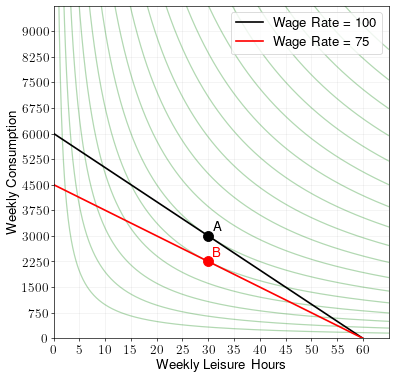 Wage Rate = 100
Wage Rate = 75
Weekly Consumption
9000
8250
7500
6750
6000
5250
4500
3750
3000
2250
1500
750
0
A
B
0 5 10 15 20 25 30 35 40 45 50 55 60
Weekly Leisure Hours